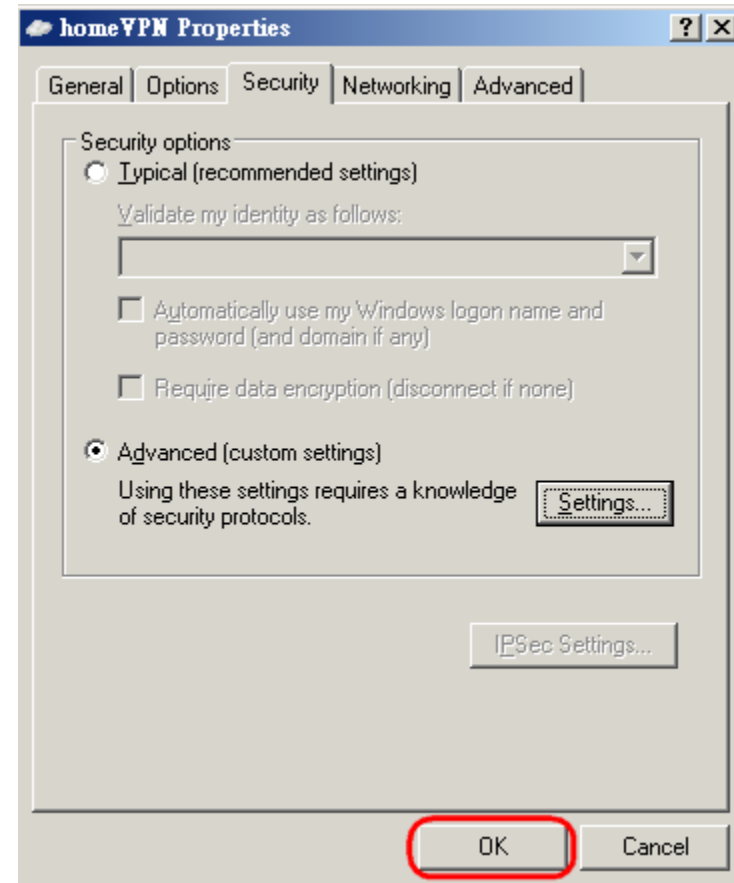 homeVPN Properties
General Options Security Networking Advanced
Security options
Typical (recommended settings)
Validate my identity as follows:
Automatically use my Windows logon name and
password (and domain if any)
Require data encryption (disconnect if none)
Advanced (custom settings)
Using these settings requires a knowledge
of security protocols.
Settings...
IPSec Settings...
OK Cancel